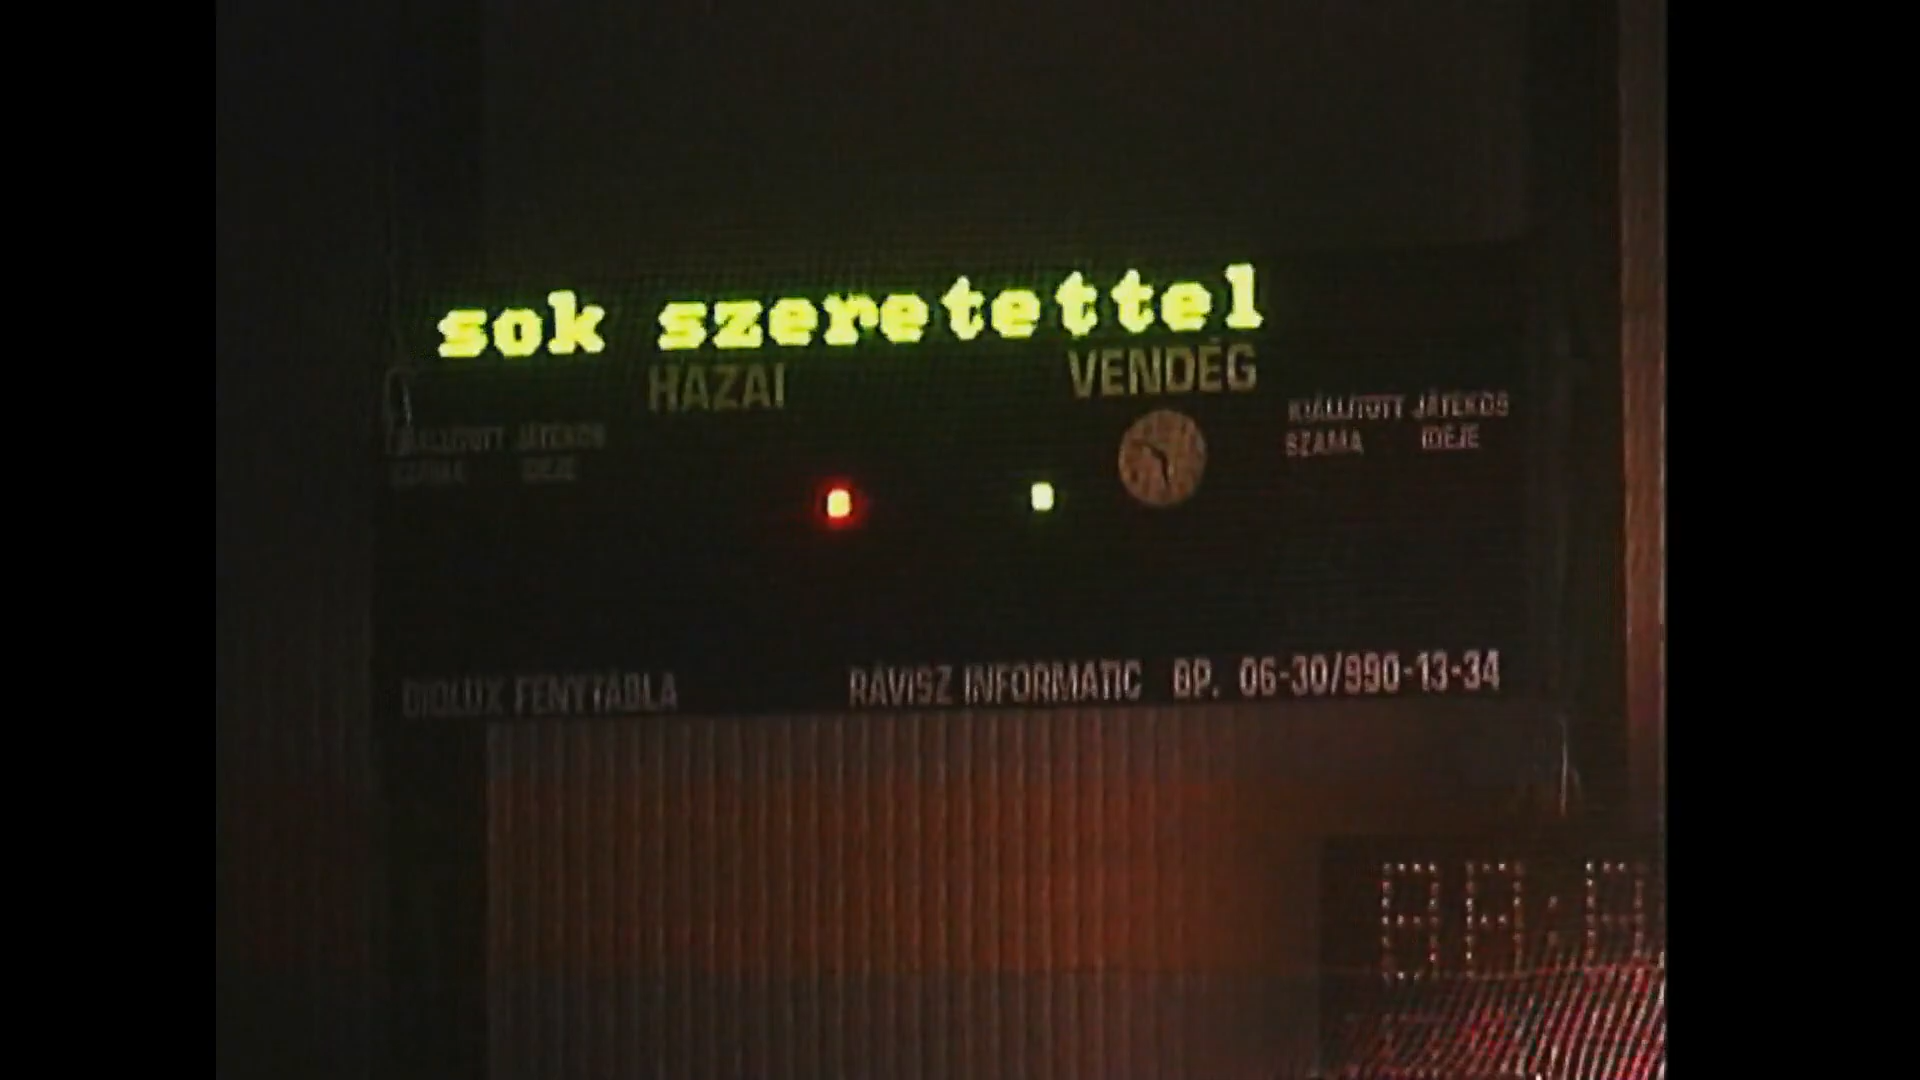 sok szeretettel
HAZAI VENDÉG
KIÁLLÍTOTT JÁTÉKOS KIÁLLÍTOTT JÁTÉKOS
SZÁMA IDEJE SZÁMA IDEJE
DIOLUX FÉNYTÁBLA RÁVISZ INFORMATIC BP. 06-30/990-13-34